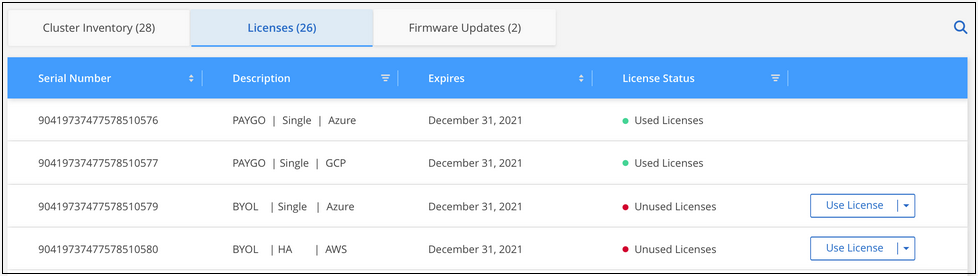 Cluster Inventory (28) Licenses (26) Firmware Updates (2)
Serial Number Description Expires License Status
90419737477578510576 PAYGO | Single | Azure December 31, 2021 Used Licenses
90419737477578510577 PAYGO | Single | GCP December 31, 2021 Used Licenses
90419737477578510579 BYOL | Single | Azure December 31, 2021 Unused Licenses Use License
90419737477578510580 BYOL | HA | AWS December 31, 2021 Unused Licenses Use License